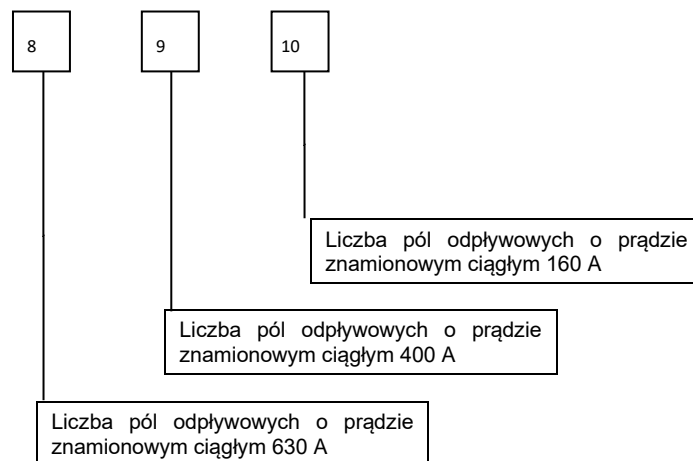 8
9
10
Liczba pól odpływowych o prądzie
znamionowym ciągłym 160 A
Liczba pól odpływowych o prądzie
znamionowym ciągłym 400 A
Liczba pól odpływowych o prądzie
znamionowym ciągłym 630 A